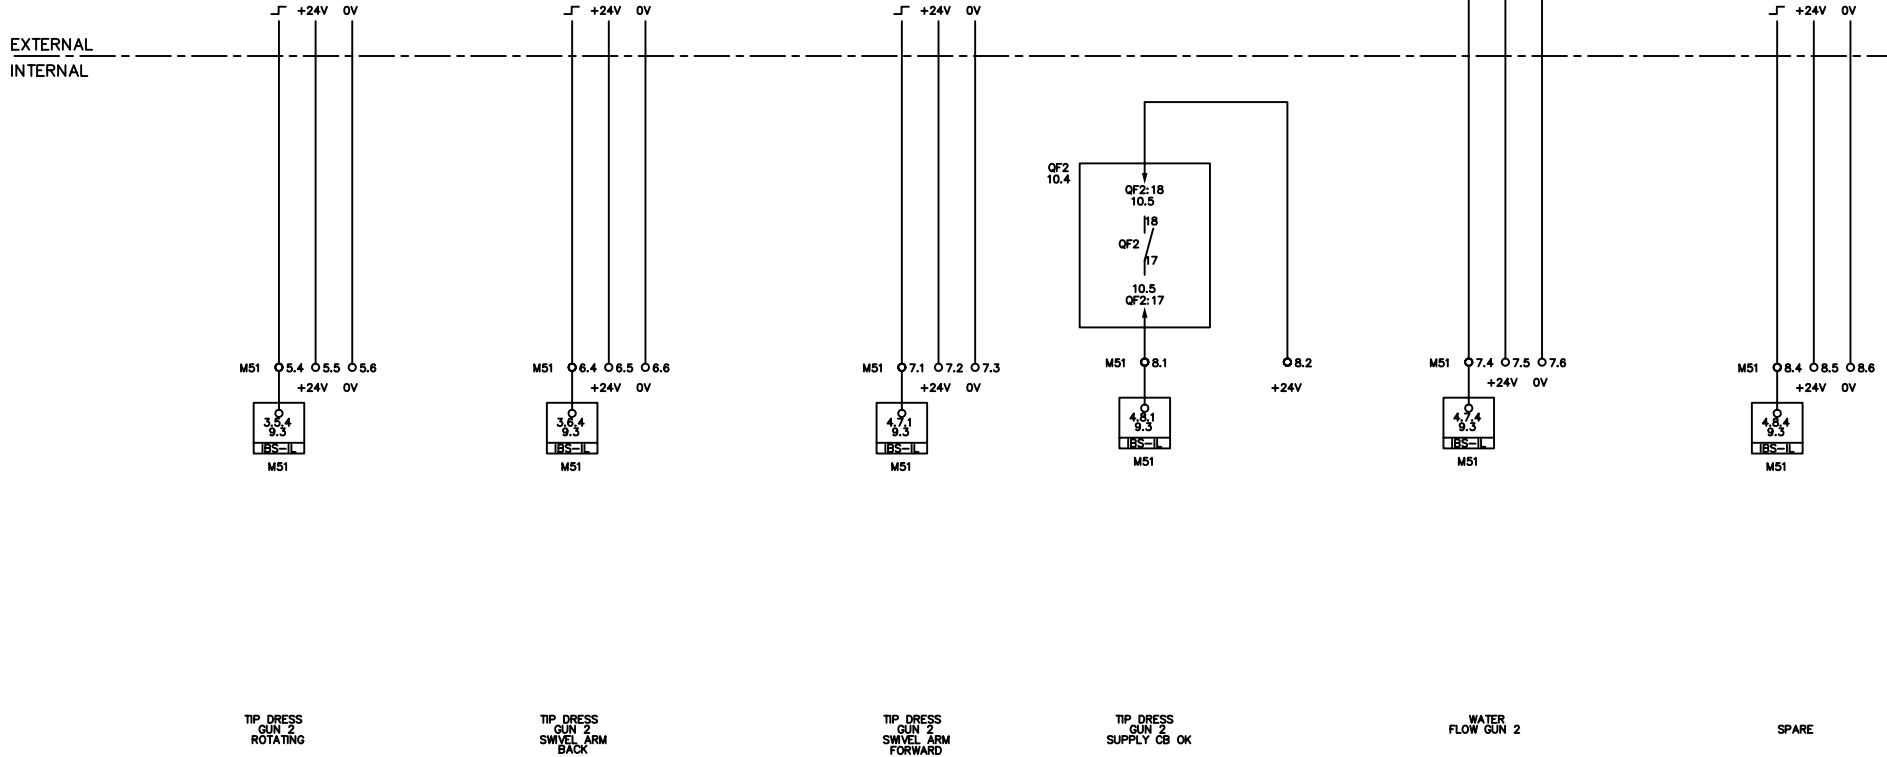 +24V 0V
+24V 0V
+24V 0V
+24V 0V
EXTERNAL
INTERNAL
QF2
10.4
QF2:18
10.5
18
QF2
17
10.5
QF2:17
M51 5.4 5.5 5.6
+24V 0V
M51 6.4 6.5 6.6
+24V 0V
M51 7.1 7.2 7.3
+24V 0V
M51 8.1 8.2
+24V
M51 7.4 7.5 7.6
+24V 0V
M51 8.4 8.5 8.6
+24V 0V
3.5.4
9.3
IBS-IL
M51
3.6.4
9.3
IBS-IL
M51
4.7.1
9.3
IBS-IL
M51
4.8.1
9.3
IBS-IL
M51
4.7.4
9.3
IBS-IL
M51
4.8.4
9.3
IBS-IL
M51
TIP DRESS
GUN 2
ROTATING
TIP DRESS
GUN 2
SWIVEL ARM
BACK
TIP DRESS
GUN 2
SWIVEL ARM
FORWARD
TIP DRESS
GUN 2
SUPPLY CB OK
WATER
FLOW GUN 2
SPARE